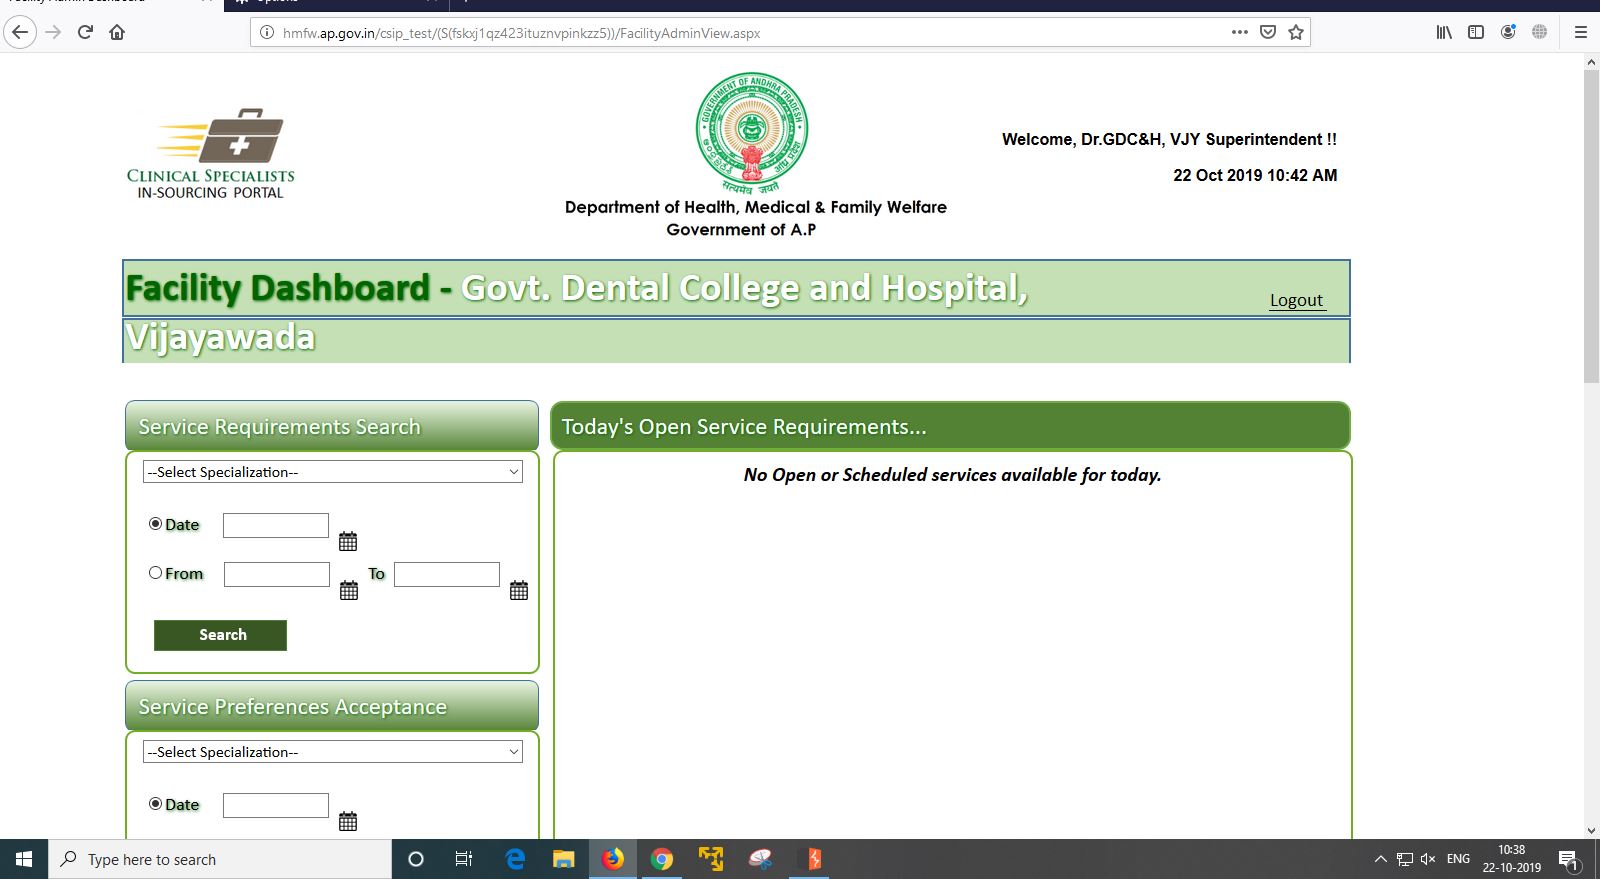 hmfw.ap.gov.in/csip_test/(S(fskxj1qz423ituznvpinkzz5))/FacilityAdminView.aspx
CLINICAL SPECIALISTS
IN-SOURCING PORTAL
GOVERNMENT OF ANDHRA PRADESH
सत्यमेव जयते
Department of Health, Medical & Family Welfare
Government of A.P
Welcome, Dr.GDC&H, VJY Superintendent !!
22 Oct 2019 10:42 AM
Facility Dashboard - Govt. Dental College and Hospital,
Vijayawada
Logout
Service Requirements Search
--Select Specialization--
Date
From
To
Search
Today's Open Service Requirements...
No Open or Scheduled services available for today.
Service Preferences Acceptance
--Select Specialization--
Date
Type here to search
ENG
10:38
22-10-2019
1